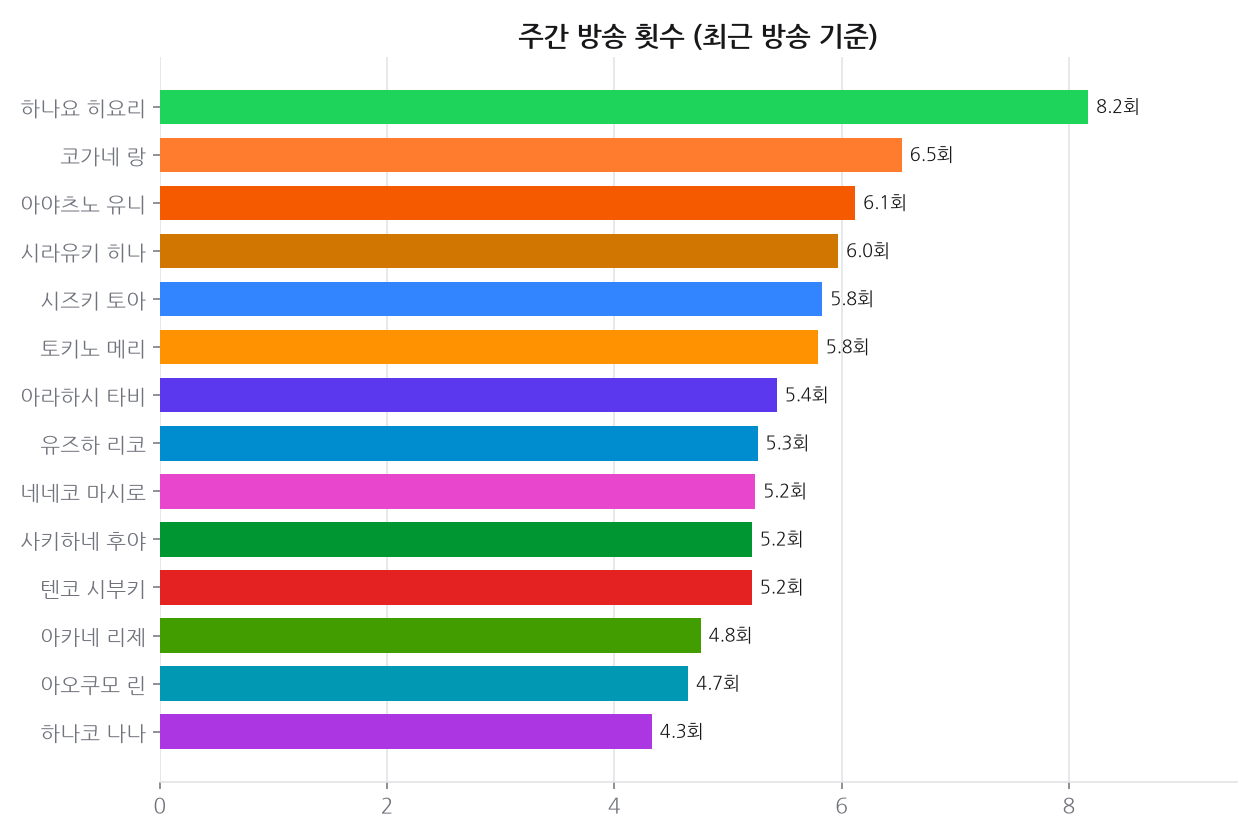 주간 방송 횟수 (최근 방송 기준)
하나요 히요리 8.2회
코가네 랑 6.5회
아야츠노 유니 6.1회
시라유키 히나 6.0회
시즈키 토아 5.8회
토키노 메리 5.8회
아라하시 타비 5.4회
유즈하 리코 5.3회
네네코 마시로 5.2회
사키하네 후야 5.2회
텐코 시부키 5.2회
아카네 리제 4.8회
아오쿠모 린 4.7회
하나코 나나 4.3회
0 2 4 6 8